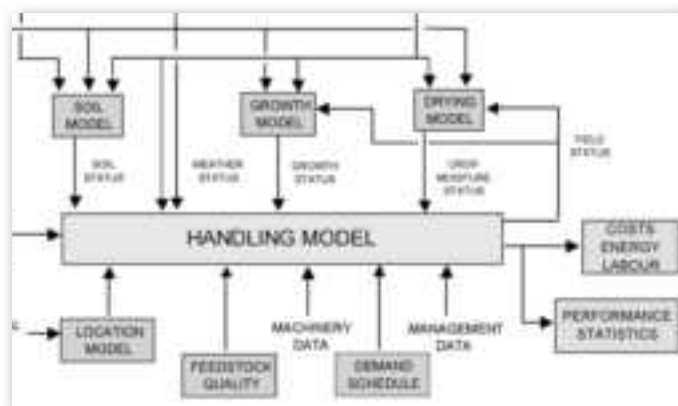 SOIL
MODEL
GROWTH
MODEL
DRYING
MODEL
SOIL
STATUS
WEATHER
STATUS
GROWTH
STATUS
CROP
MOISTURE
STATUS
FIELD
STATUS
HANDLING MODEL
COSTS
ENERGY
LABOUR
LOCATION
MODEL
MACHINERY
DATA
MANAGEMENT
DATA
PERFORMANCE
STATISTICS
FEEDSTOCK
QUALITY
DEMAND
SCHEDULE